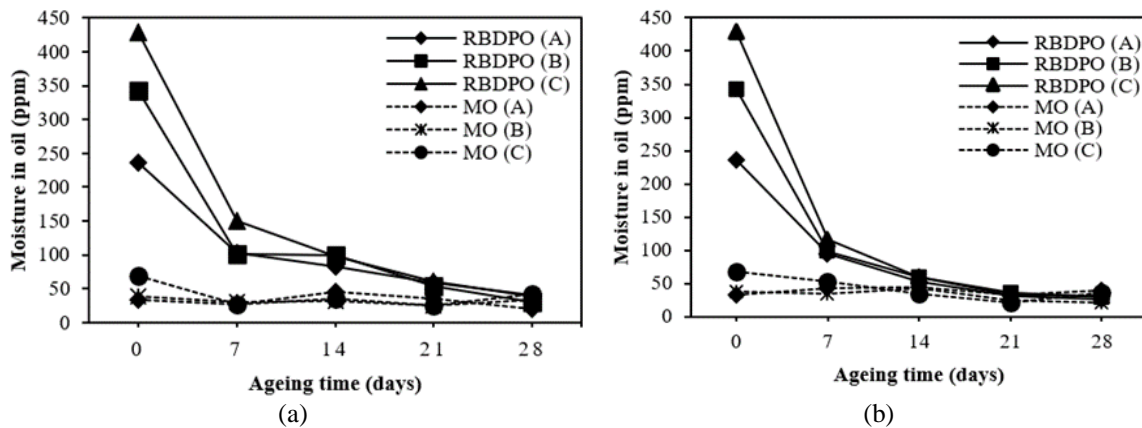 450
400
350
300
250
200
150
100
50
0
Moisture in oil (ppm)
RBDPO (A)
RBDPO (B)
RBDPO (C)
MO (A)
MO (B)
MO (C)
0 7 14 21 28
Ageing time (days)
(a)
450
400
350
300
250
200
150
100
50
0
Moisture in oil (ppm)
RBDPO (A)
RBDPO (B)
RBDPO (C)
MO (A)
MO (B)
MO (C)
0 7 14 21 28
Ageing time (days)
(b)